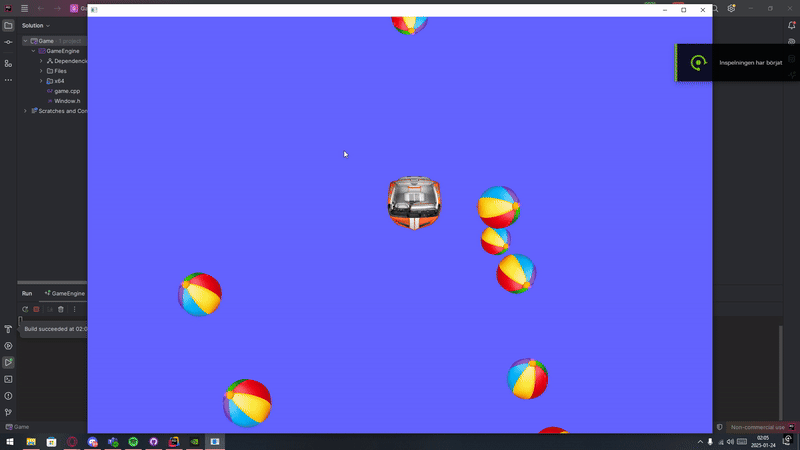 Solution
Game 1 project
GameEngine
Dependencie
Files
x64
game.cpp
Window.h
Scratches and Con
Inspelningen har börjat
Run
GameEngine
Build succeeded at 02:0
Game
Non-commercial use
02:05
2025-01-24